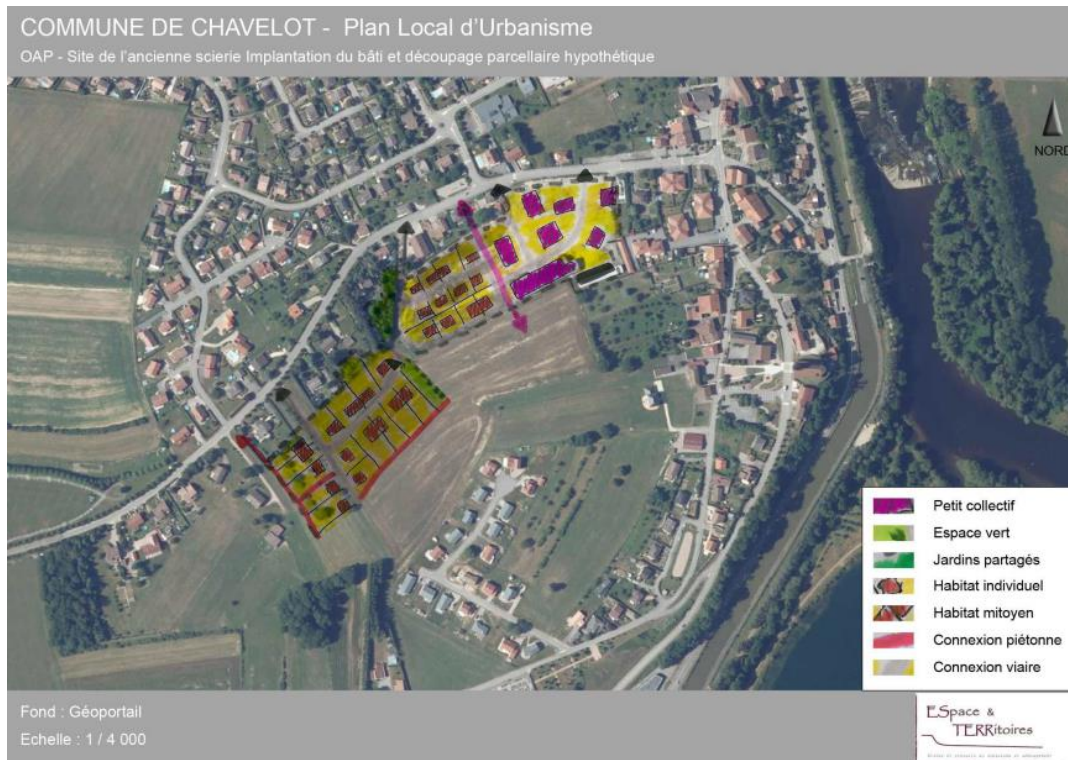 COMMUNE DE CHAVELOT - Plan Local d'Urbanisme
OAP - Site de l'ancienne scierie Implantation du bâti et découpage parcellaire hypothétique
NORD
Petit collectif
Espace vert
Jardins partagés
Habitat individuel
Habitat mitoyen
Connexion piétonne
Connexion viaire
Fond : Géoportail
Echelle : 1 / 4 000
ESpace &
TERRitoires